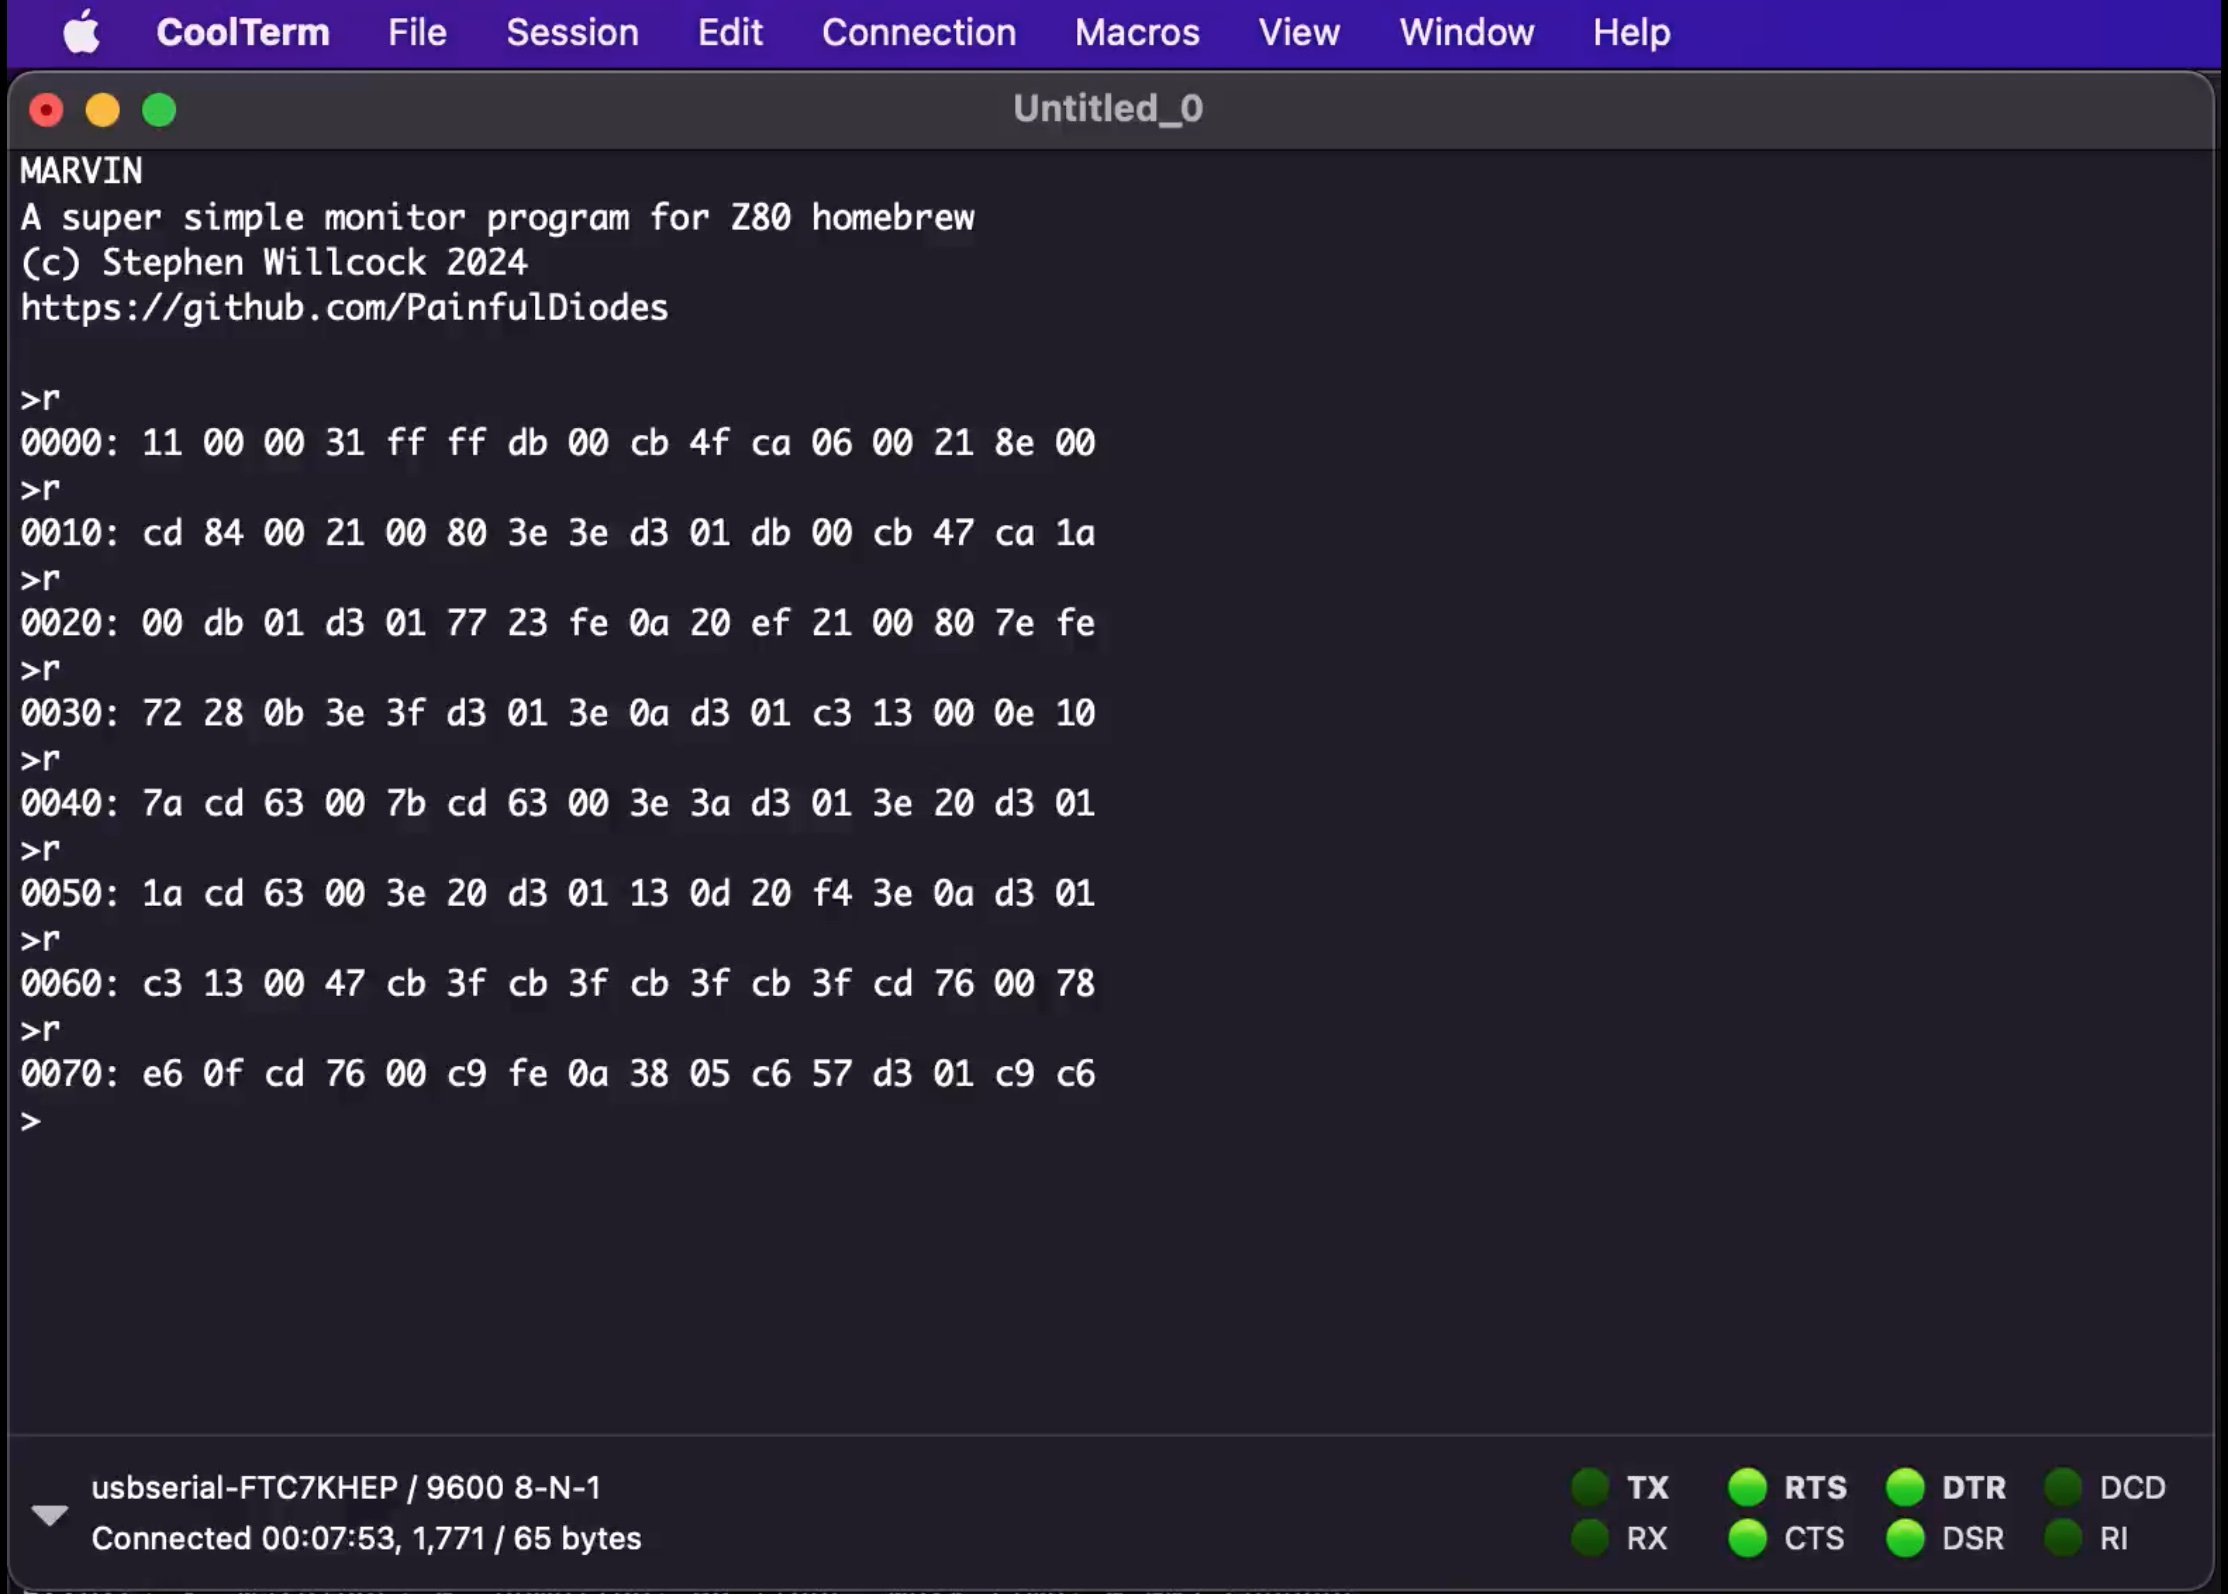 CoolTerm File Session Edit Connection Macros View Window Help
Untitled_0
MARVIN
A super simple monitor program for Z80 homebrew
(c) Stephen Willcock 2024
https://github.com/PainfulDiodes
>r
0000: 11 00 00 31 ff ff db 00 cb 4f ca 06 00 21 8e 00
>r
0010: cd 84 00 21 00 80 3e 3e d3 01 db 00 cb 47 ca 1a
>r
0020: 00 db 01 d3 01 77 23 fe 0a 20 ef 21 00 80 7e fe
>r
0030: 72 28 0b 3e 3f d3 01 3e 0a d3 01 c3 13 00 0e 10
>r
0040: 7a cd 63 00 7b cd 63 00 3e 3a d3 01 3e 20 d3 01
>r
0050: 1a cd 63 00 3e 20 d3 01 13 0d 20 f4 3e 0a d3 01
>r
0060: c3 13 00 47 cb 3f cb 3f cb 3f cb 3f cd 76 00 78
>r
0070: e6 0f cd 76 00 c9 fe 0a 38 05 c6 57 d3 01 c9 c6
>
usbserial-FTC7KHEP / 9600 8-N-1
Connected 00:07:53, 1,771 / 65 bytes
TX RTS DTR DCD
RX CTS DSR RI